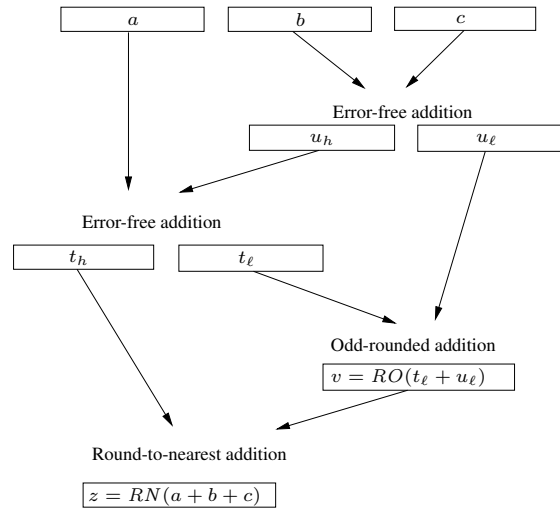 a b c
Error-free addition
u_h u_ℓ
Error-free addition
t_h t_ℓ
Odd-rounded addition
v = RO(t_ℓ + u_ℓ)
Round-to-nearest addition
z = RN(a + b + c)